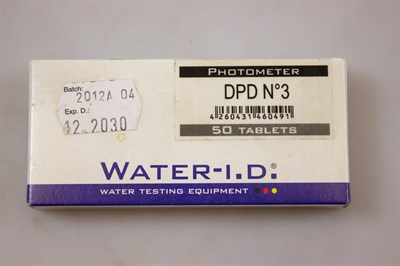 Batch:
2012A 04
Exp. D.:
12.2030
PHOTOMETER
DPD N°3
4 260431 460491
50 TABLETS
WATER-I.D.
WATER TESTING EQUIPMENT